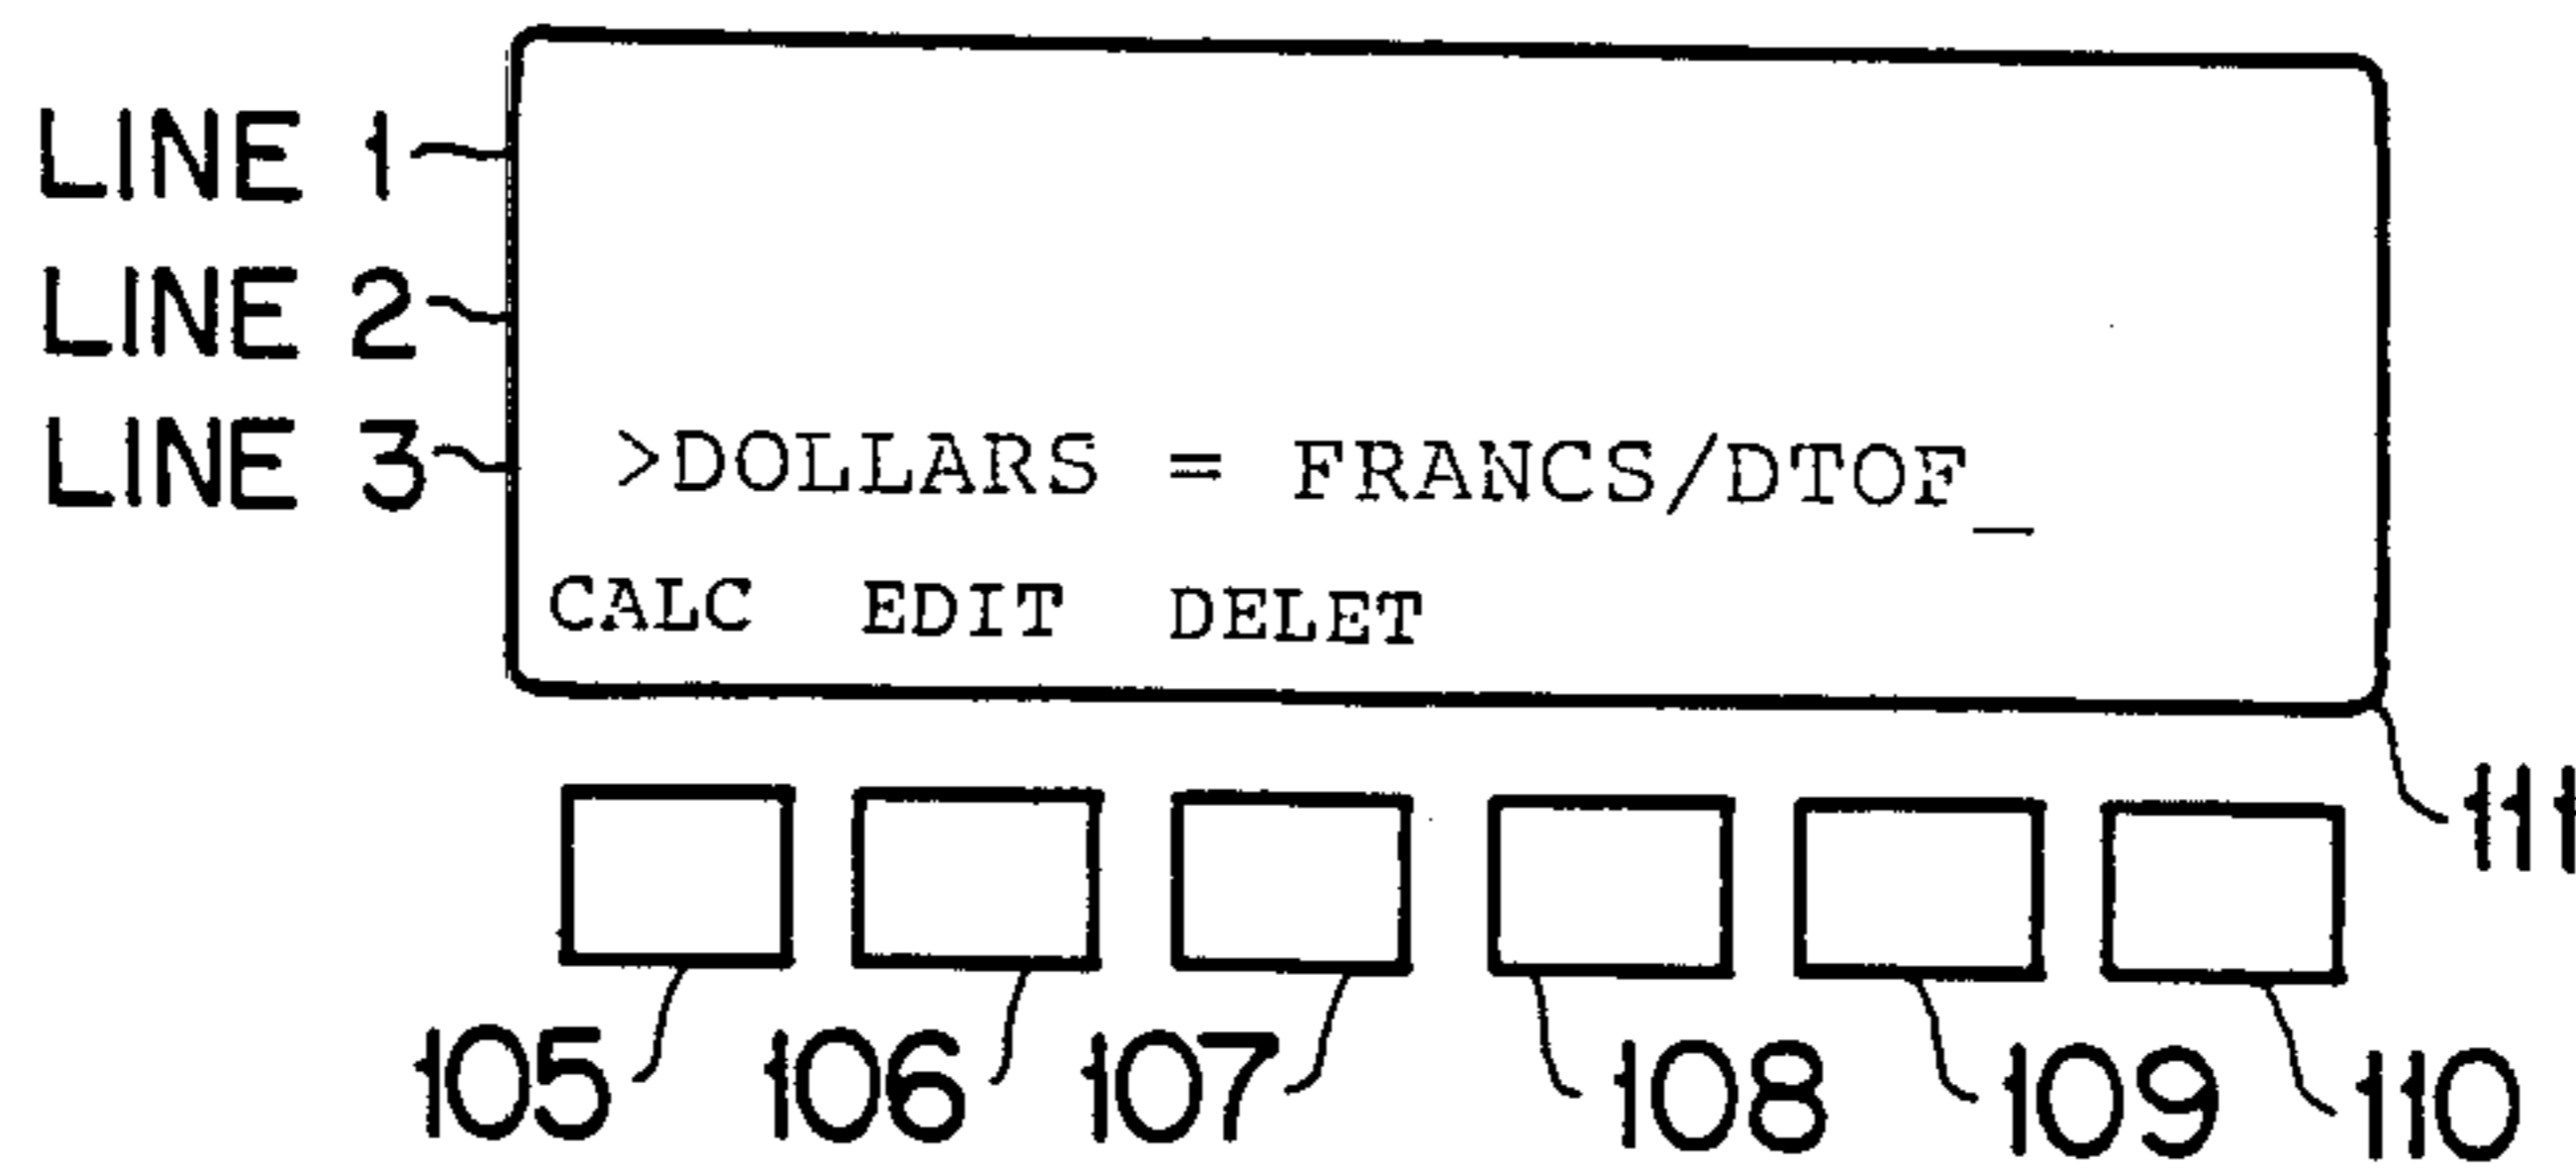 LINE 1
LINE 2
LINE 3 >DOLLARS = FRANCS/DTOF_
CALC EDIT DELET
111
105 106 107 108 109 110